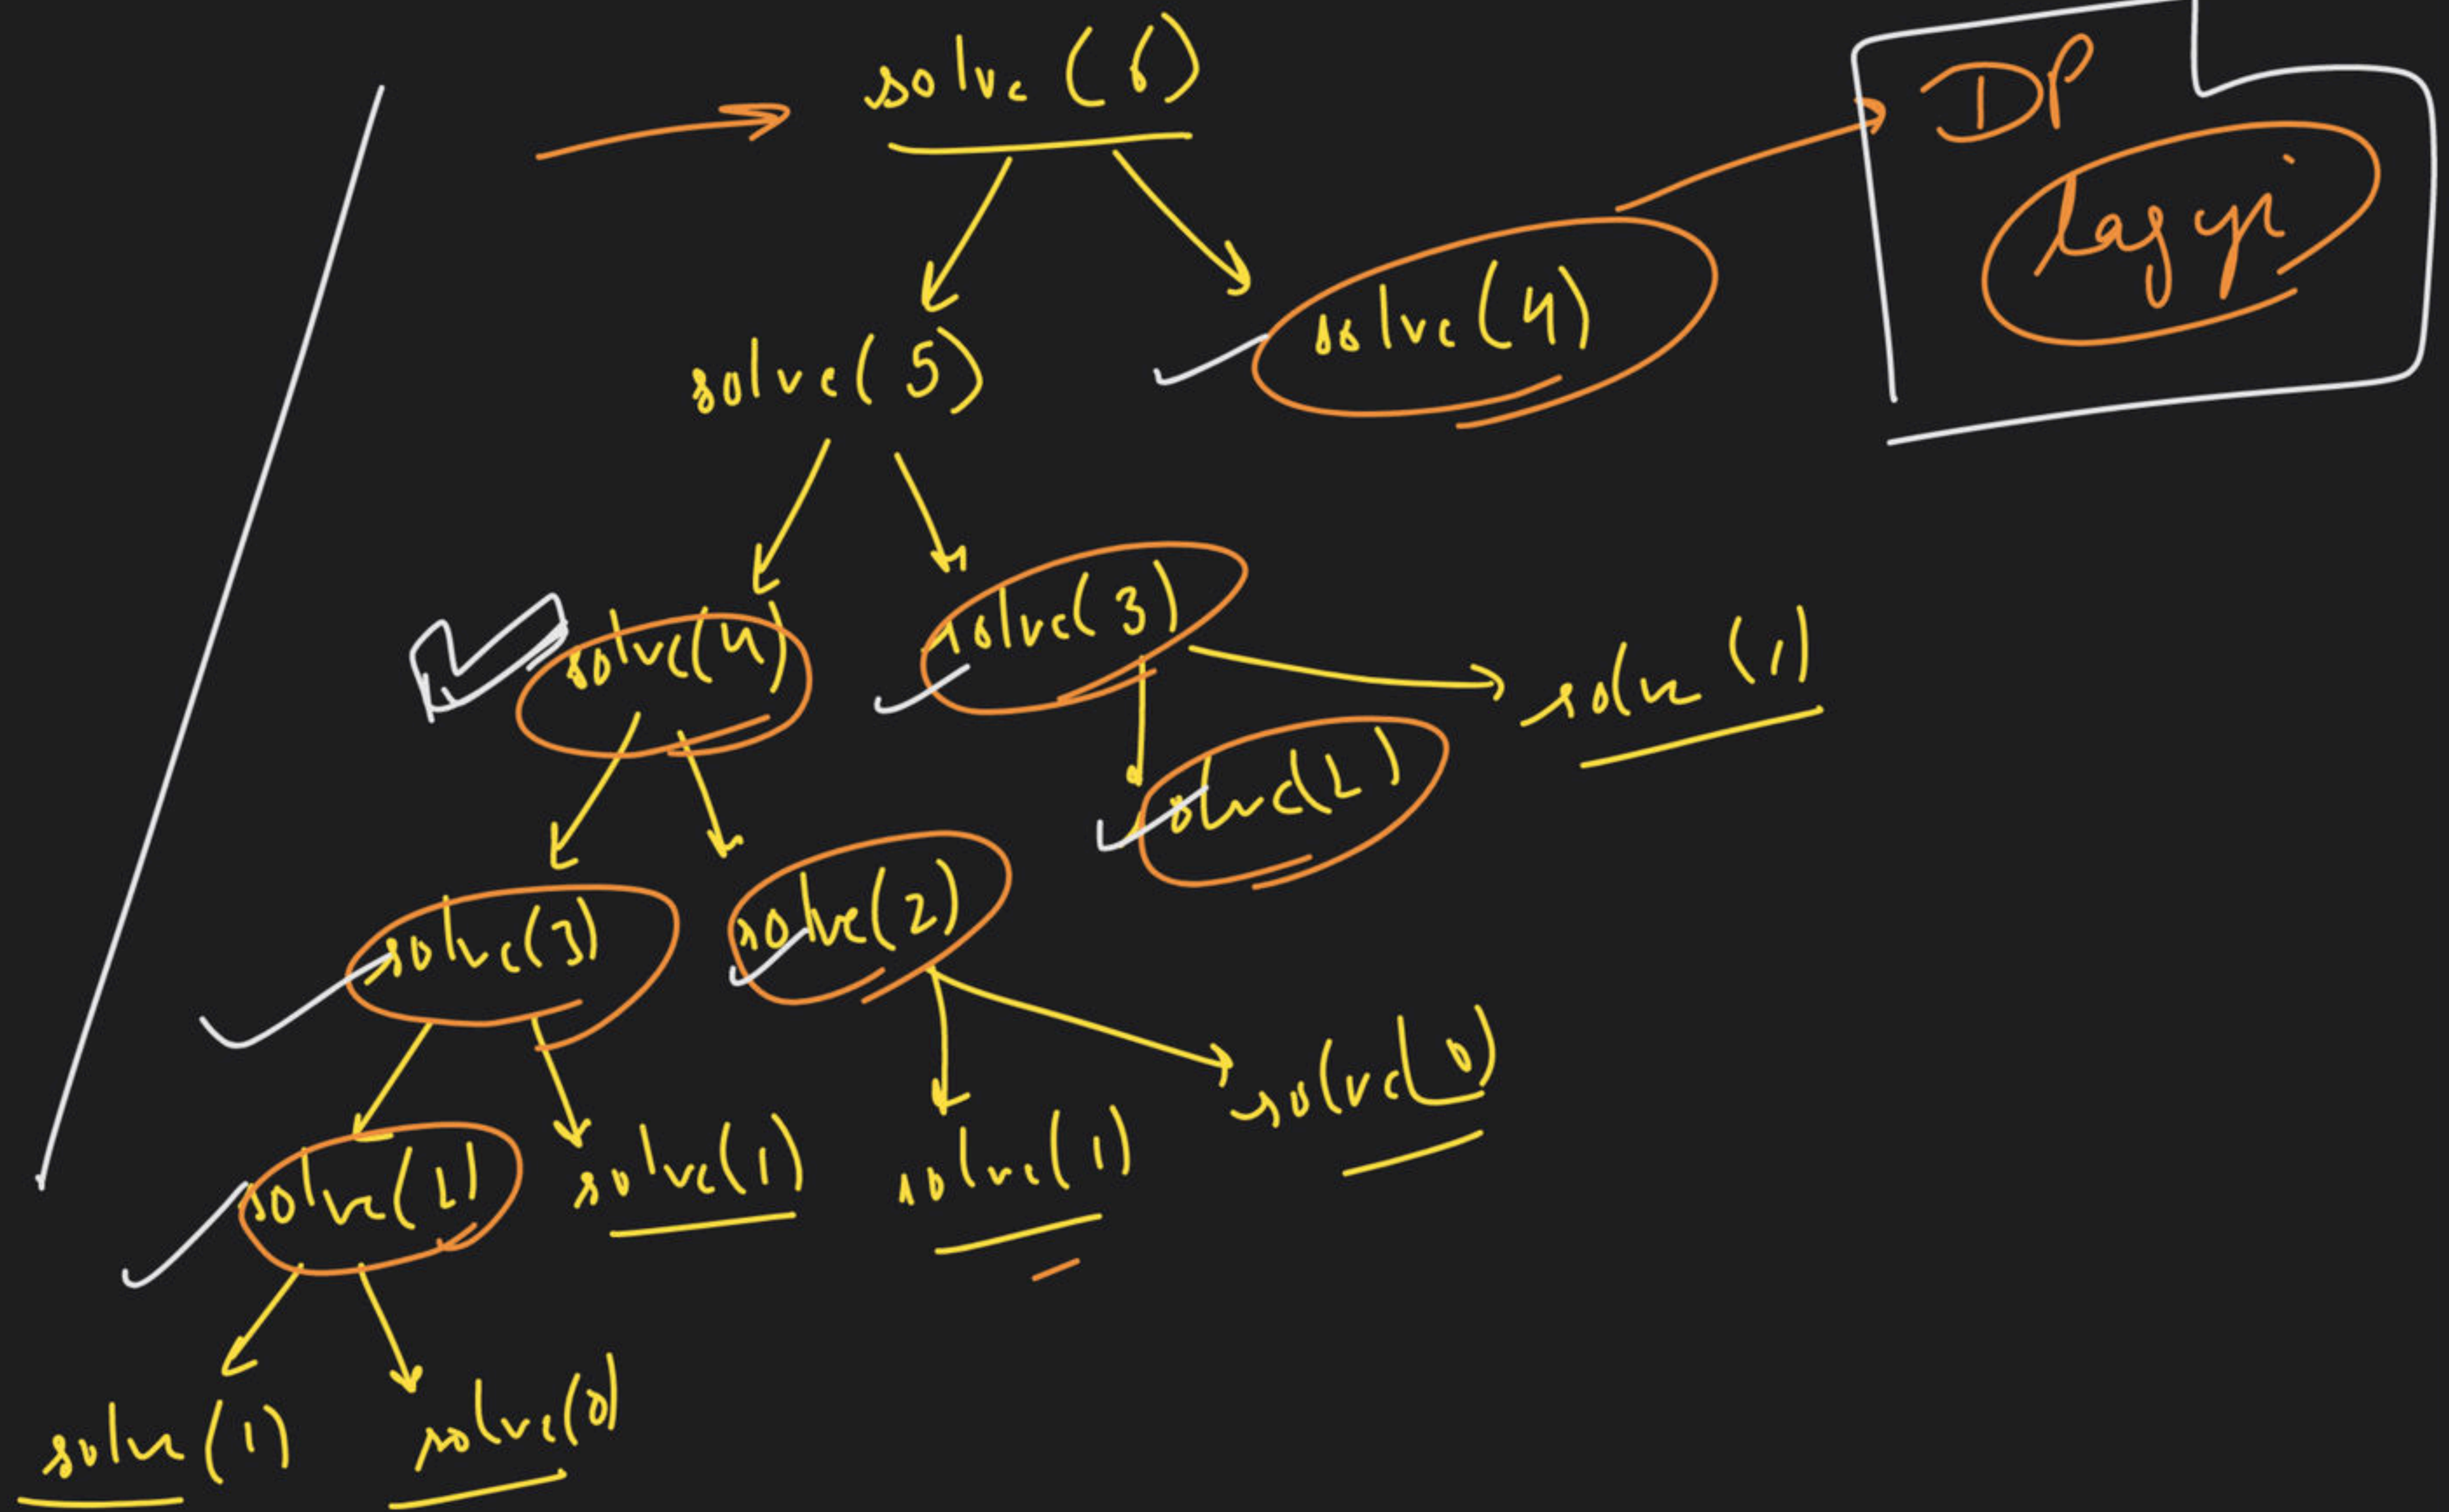 solve (6)
DP
lagyi
solve(4)
solve(5)
solve(4)
solve(3)
solve (1)
solve(2)
solve(2)
solve(3)
solve(0)
solve(2)
solve(1)
solve(1)
solve(1)
solve(0)